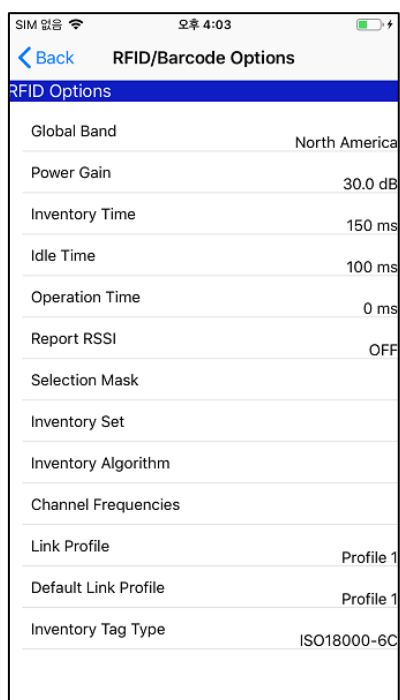 SIM 없음 오후 4:03
Back RFID/Barcode Options
RFID Options
Global Band North America
Power Gain 30.0 dB
Inventory Time 150 ms
Idle Time 100 ms
Operation Time 0 ms
Report RSSI OFF
Selection Mask
Inventory Set
Inventory Algorithm
Channel Frequencies
Link Profile Profile 1
Default Link Profile Profile 1
Inventory Tag Type ISO18000-6C